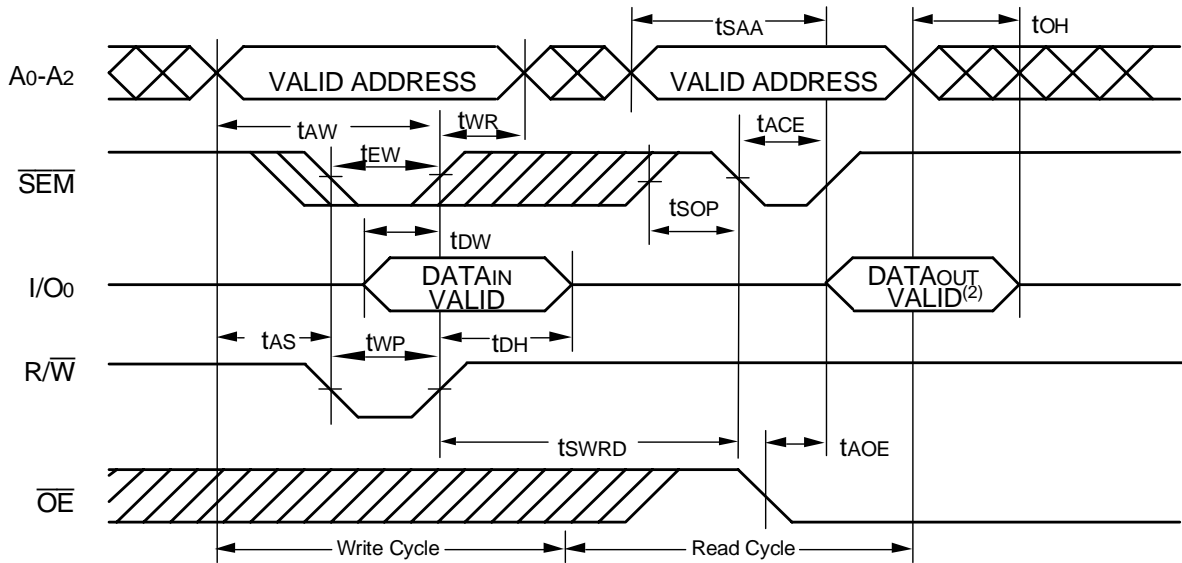 tSAA tOH
A0-A2 VALID ADDRESS VALID ADDRESS
tAW tWR tACE
tEW
SEM
tSOP
tDW
I/O0 DATAIN VALID DATAOUT VALID(2)
tAS tWP tDH
R/W
tSWRD tAOE
OE
Write Cycle Read Cycle